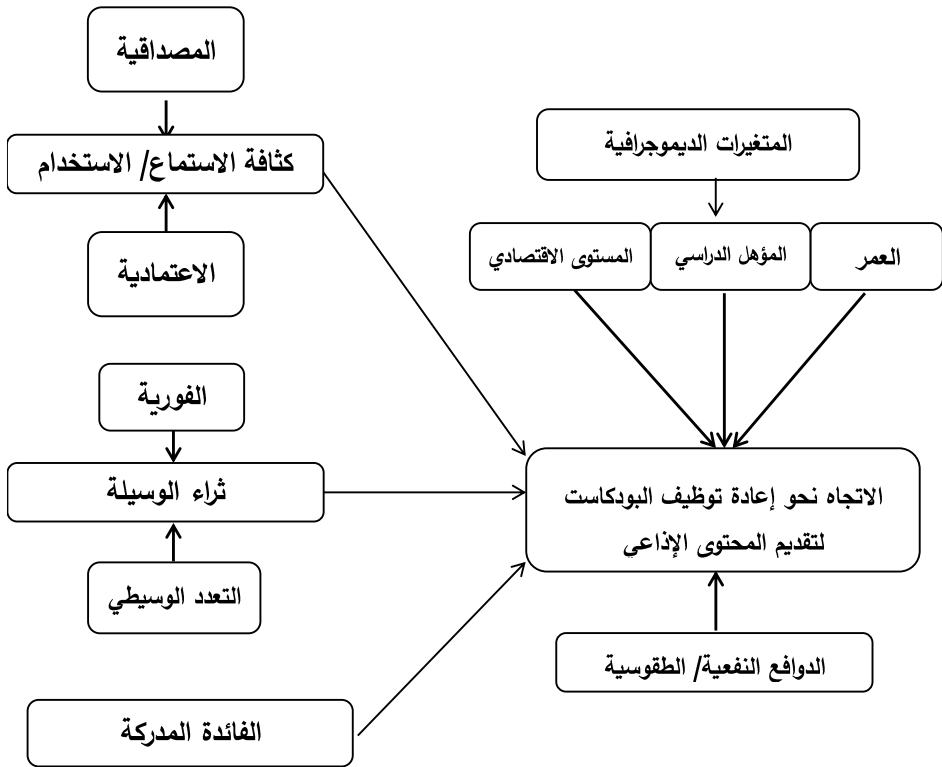 المصداقية
كثافة الاستماع/ الاستخدام
الاعتمادية
الفورية
ثراء الوسيلة
التعدد الوسيطي
الفائدة المدركة
المتغيرات الديموجرافية
العمر
المؤهل الدراسي
المستوى الاقتصادي
الاتجاه نحو إعادة توظيف البودكاست
لتقديم المحتوى الإذاعي
الدوافع النفعية/ الطقوسية